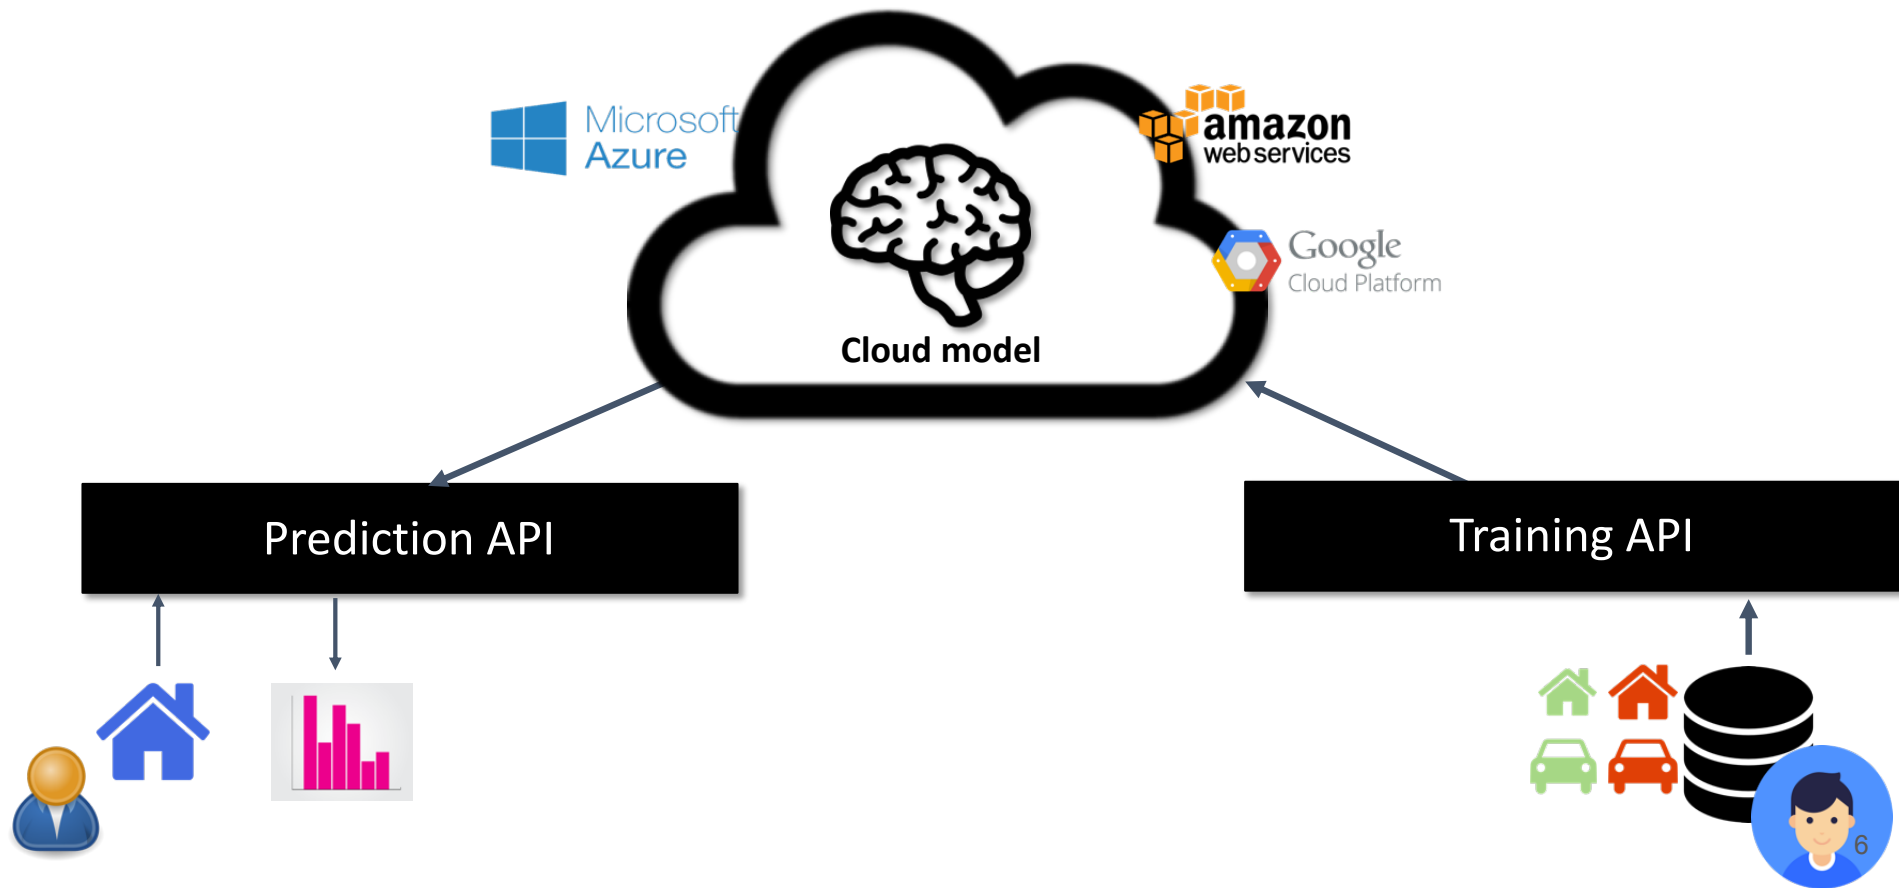 Microsoft
Azure
amazon
web services
Google
Cloud Platform
Cloud model
Prediction API
Training API
6